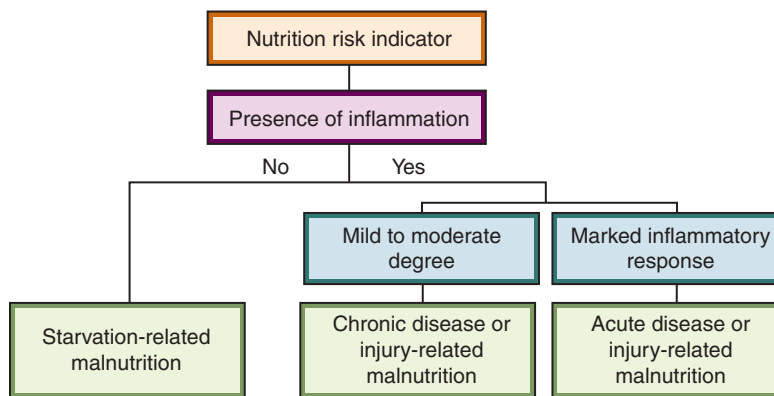 Nutrition risk indicator
Presence of inflammation
No
Yes
Mild to moderate
degree
Marked inflammatory
response
Starvation-related
malnutrition
Chronic disease or
injury-related
malnutrition
Acute disease or
injury-related
malnutrition